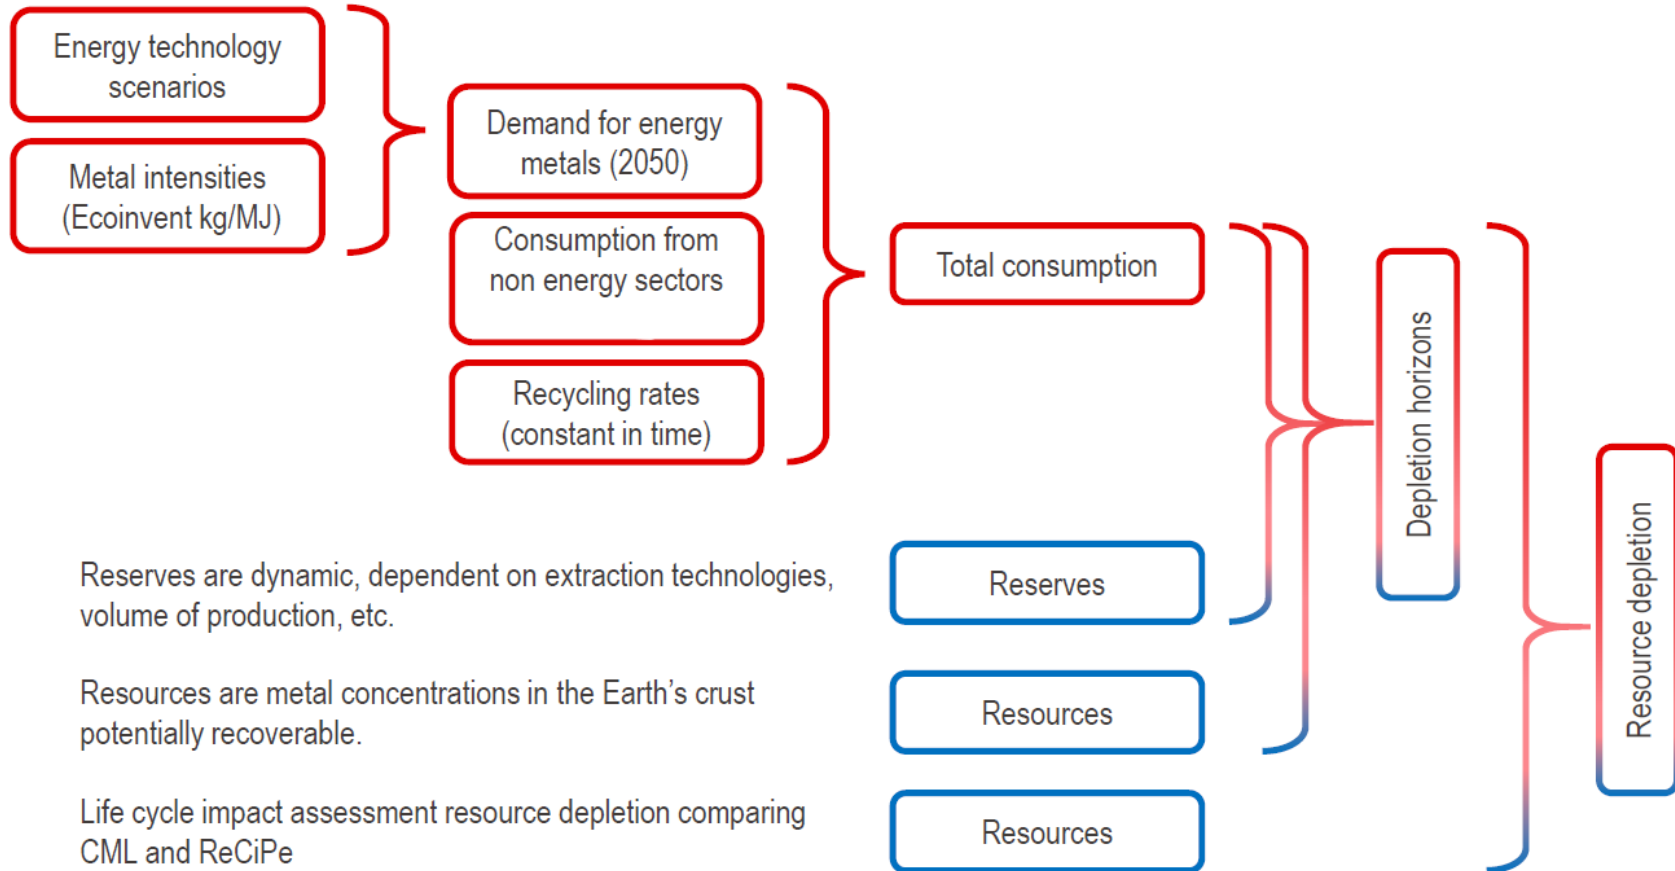 Energy technology
scenarios
Metal intensities
(Ecoinvent kg/MJ)
Demand for energy
metals (2050)
Consumption from
non energy sectors
Recycling rates
(constant in time)
Total consumption
Depletion horizons
Resource depletion
Reserves are dynamic, dependent on extraction technologies,
volume of production, etc.
Reserves
Resources are metal concentrations in the Earth’s crust
potentially recoverable.
Resources
Life cycle impact assessment resource depletion comparing
CML and ReCiPe
Resources